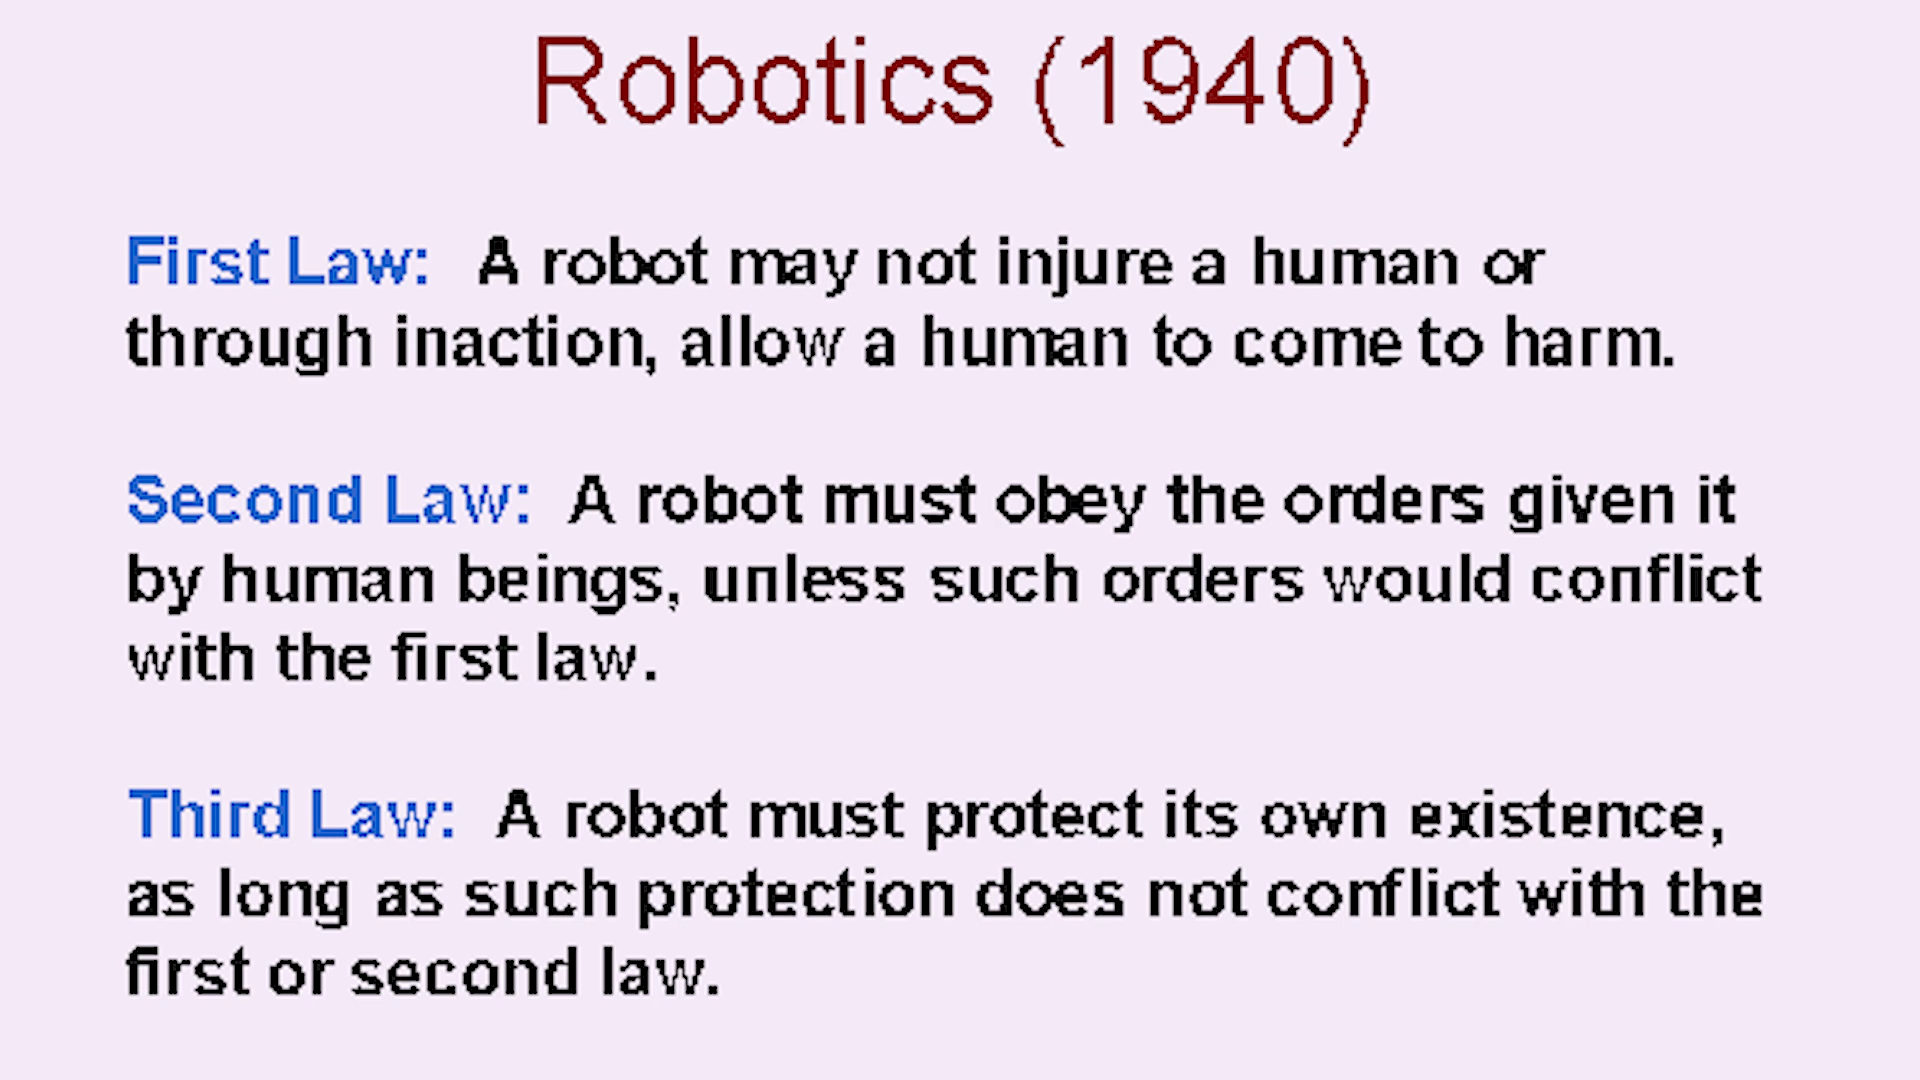 Robotics (1940)
First Law: A robot may not injure a human or
through inaction, allow a human to come to harm.
Second Law: A robot must obey the orders given it
by human beings, unless such orders would conflict
with the first law.
Third Law: A robot must protect its own existence,
as long as such protection does not conflict with the
first or second law.